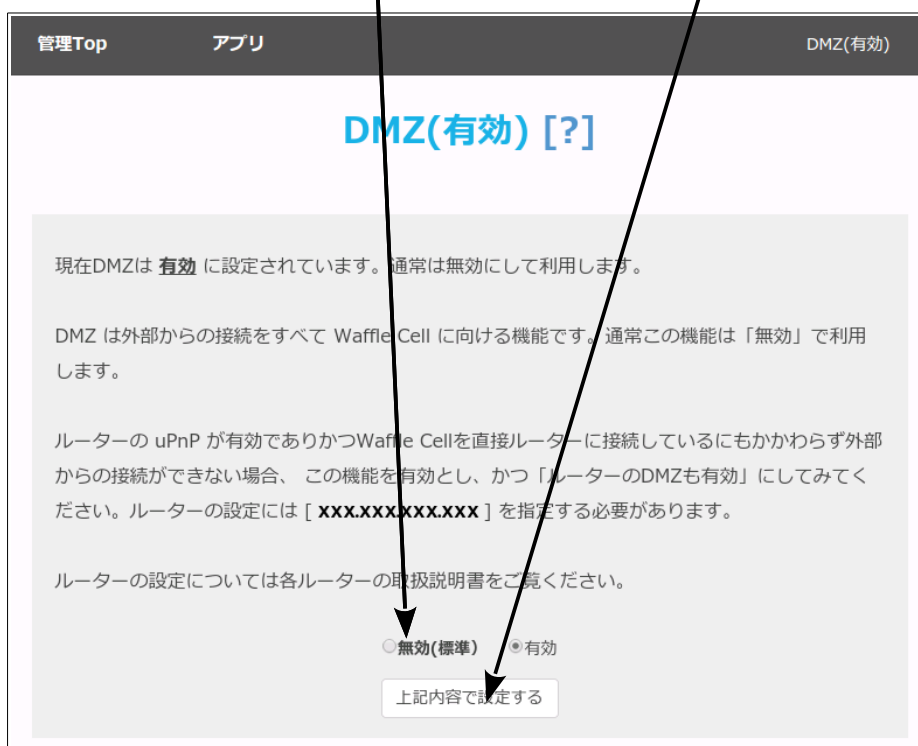 管理Top アプリ DMZ(有効)
DMZ(有効) [?]
現在DMZは 有効 に設定されています。通常は無効にして利用します。
DMZ は外部からの接続をすべて Waffle Cell に向ける機能です。通常この機能は「無効」で利用
します。
ルーターの uPnP が有効でありかつWaffle Cellを直接ルーターに接続しているにもかかわらず外部
からの接続ができない場合、 この機能を有効とし、かつ「ルーターのDMZも有効」にしてみてく
ださい。ルーターの設定には [ xxx.xxx.xxx.xxx ] を指定する必要があります。
ルーターの設定については各ルーターの取扱説明書をご覧ください。
無効(標準) 有効
上記内容で設定する